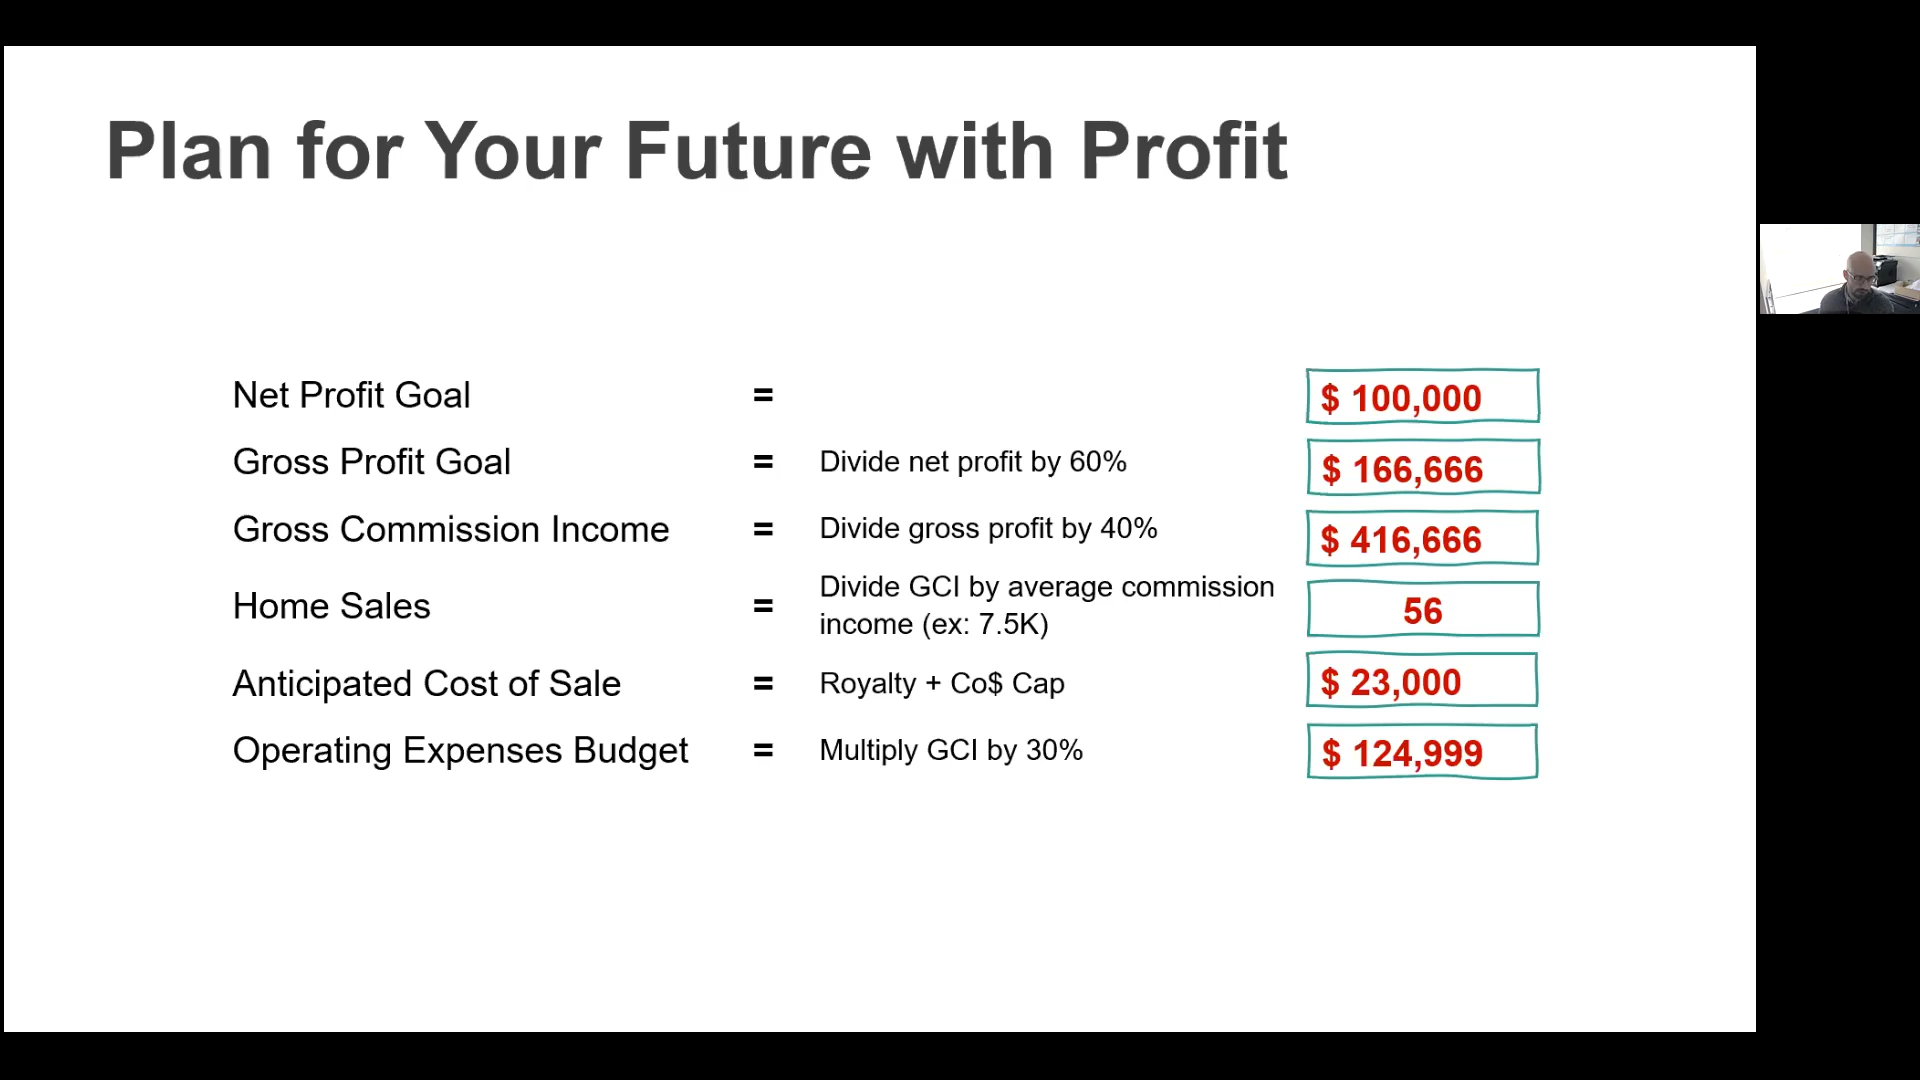 Plan for Your Future with Profit
Net Profit Goal = $ 100,000
Gross Profit Goal = Divide net profit by 60% $ 166,666
Gross Commission Income = Divide gross profit by 40% $ 416,666
Home Sales = Divide GCI by average commission income (ex: 7.5K) 56
Anticipated Cost of Sale = Royalty + Co$ Cap $ 23,000
Operating Expenses Budget = Multiply GCI by 30% $ 124,999